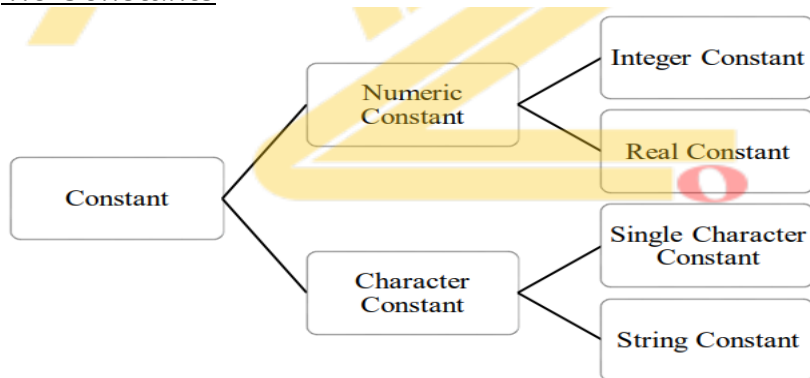 Constant
Numeric
Constant
Integer Constant
Real Constant
Character
Constant
Single Character
Constant
String Constant